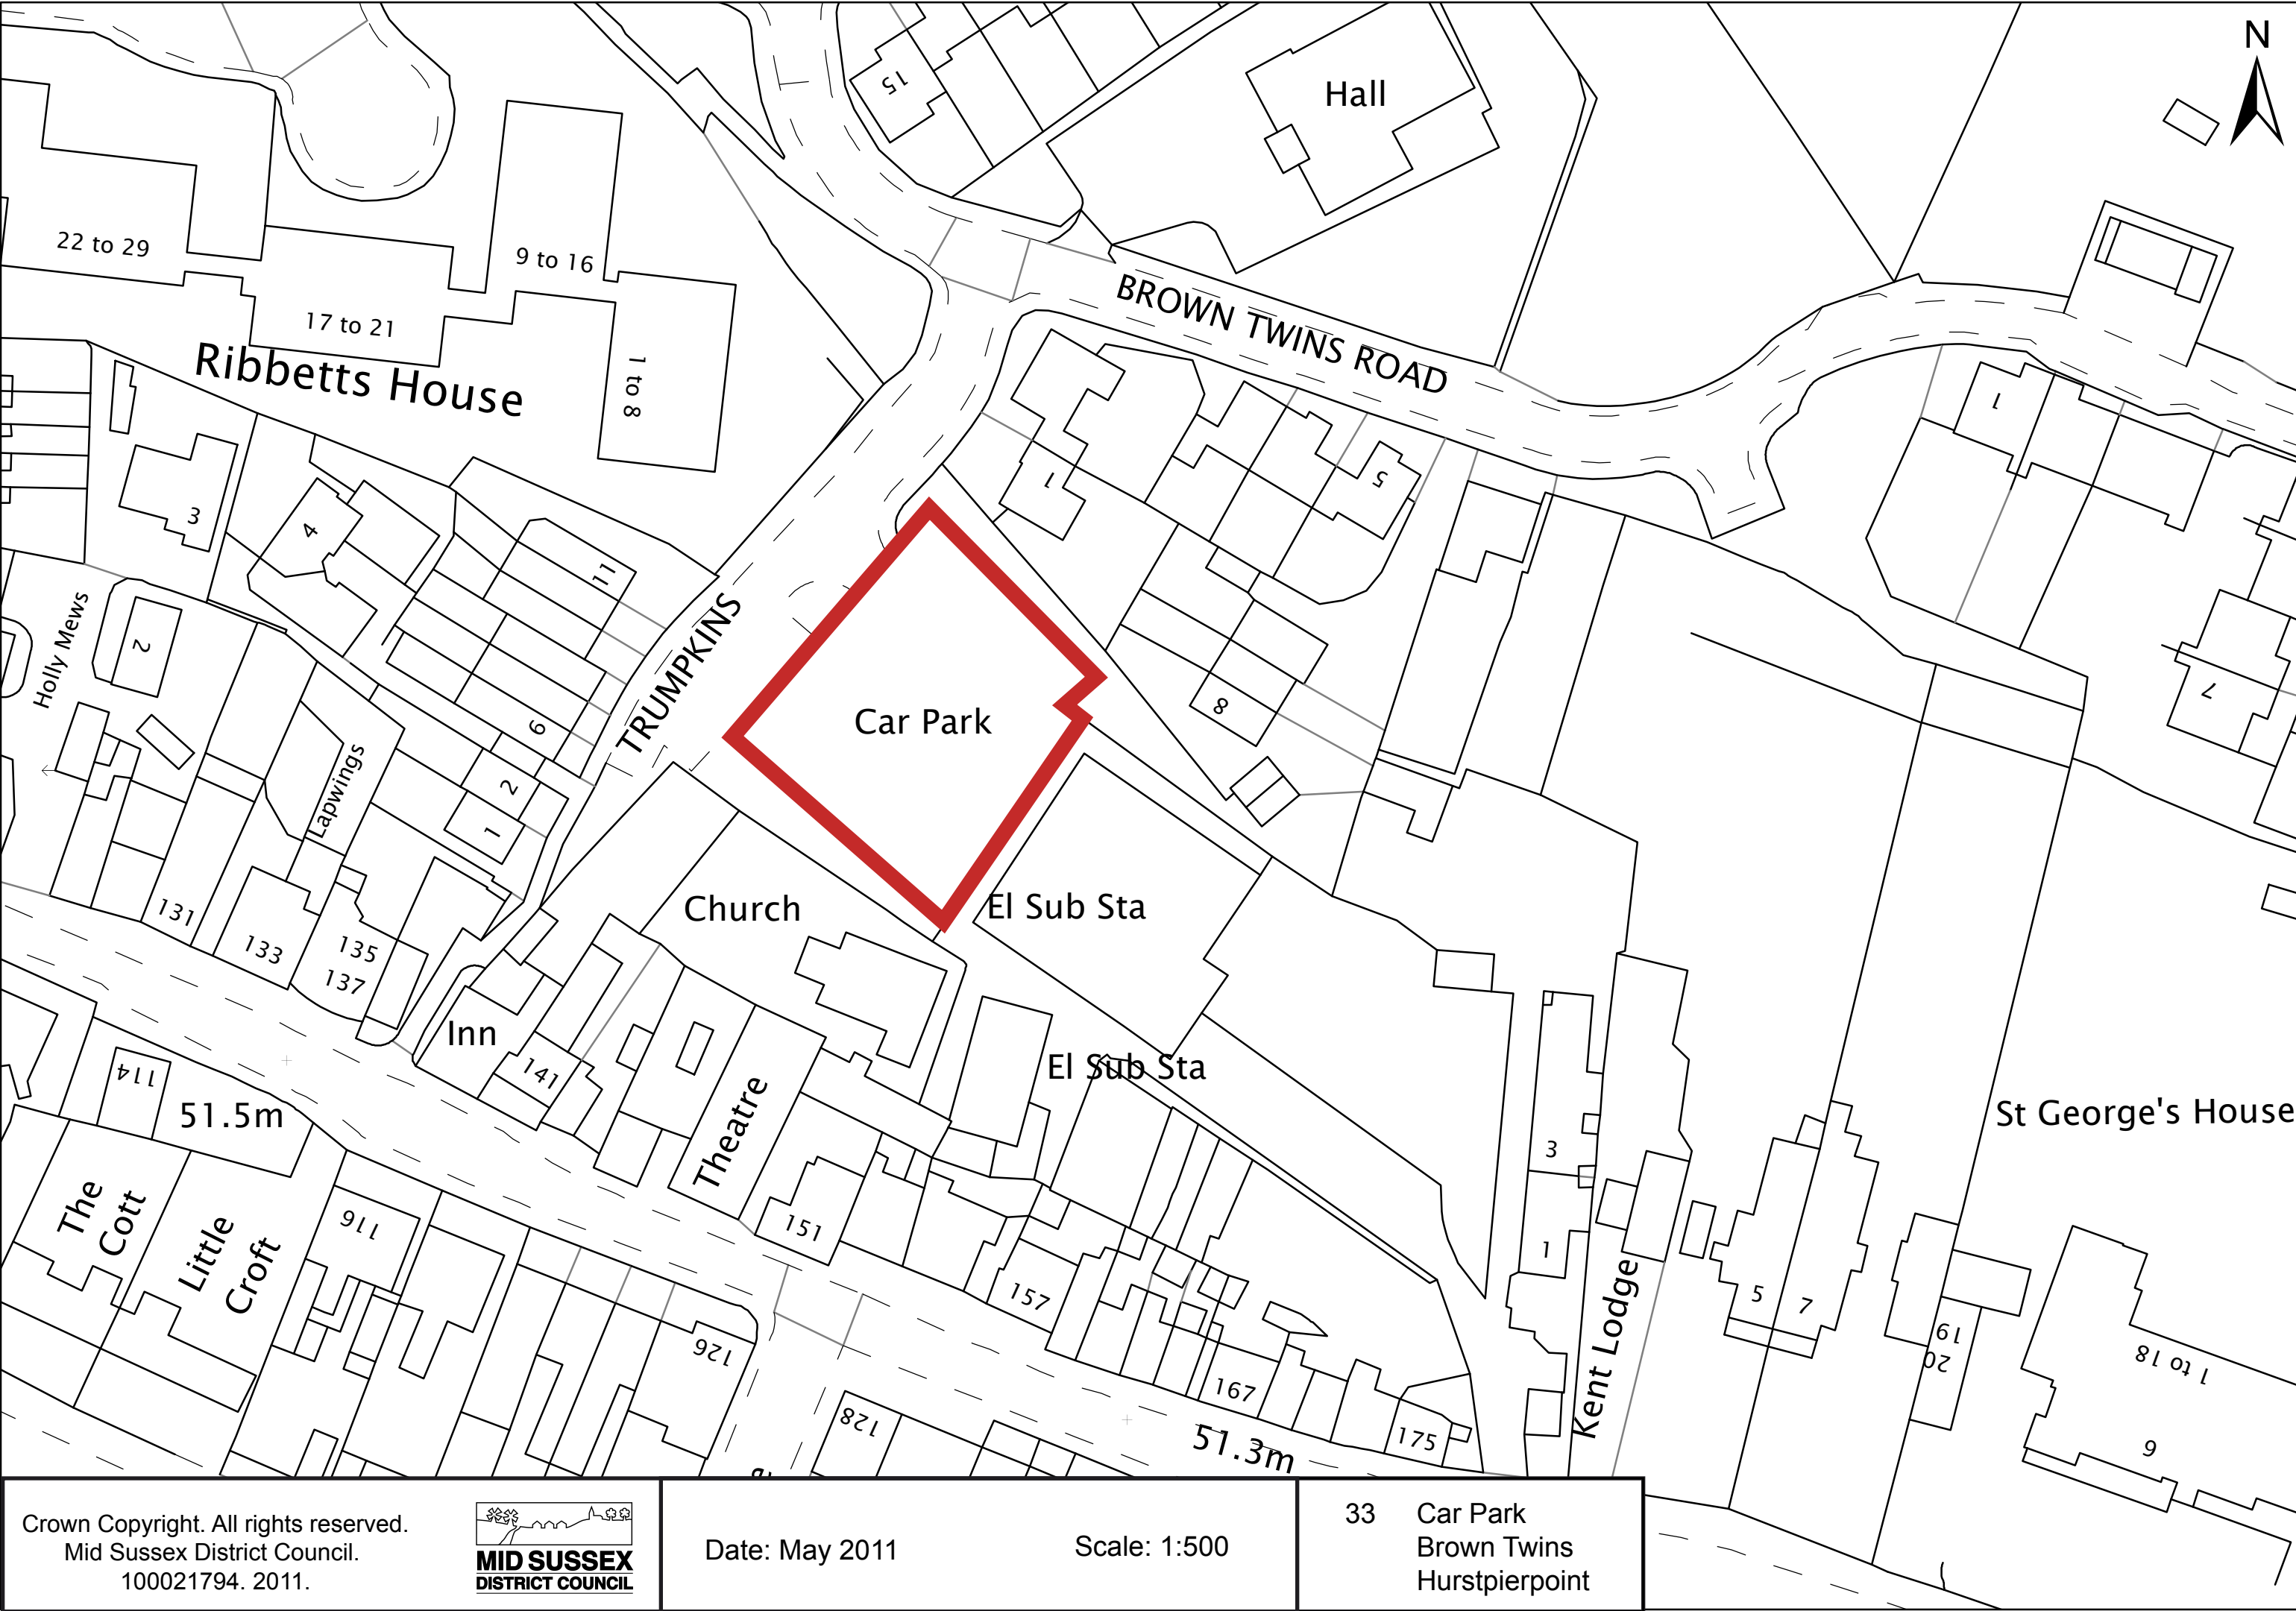 N
15
Hall
22 to 29
9 to 16
17 to 21
1 to 8
Ribbetts House
BROWN TWINS ROAD
1
5
1
3
4
11
Holly Mews
2
TRUMPKINS
Car Park
8
7
6
2
1
Lapwings
131
133
135
137
Church
El Sub Sta
Inn
141
El Sub Sta
Theatre
114
51.5m
St George's House
The
Cott
Little
Croft
116
151
157
3
1
Kent Lodge
5
7
19
20
1 to 18
126
167
128
51.3m
175
6
Crown Copyright. All rights reserved.
Mid Sussex District Council.
100021794. 2011.
MID SUSSEX
DISTRICT COUNCIL
Date: May 2011
Scale: 1:500
33 Car Park
Brown Twins
Hurstpierpoint